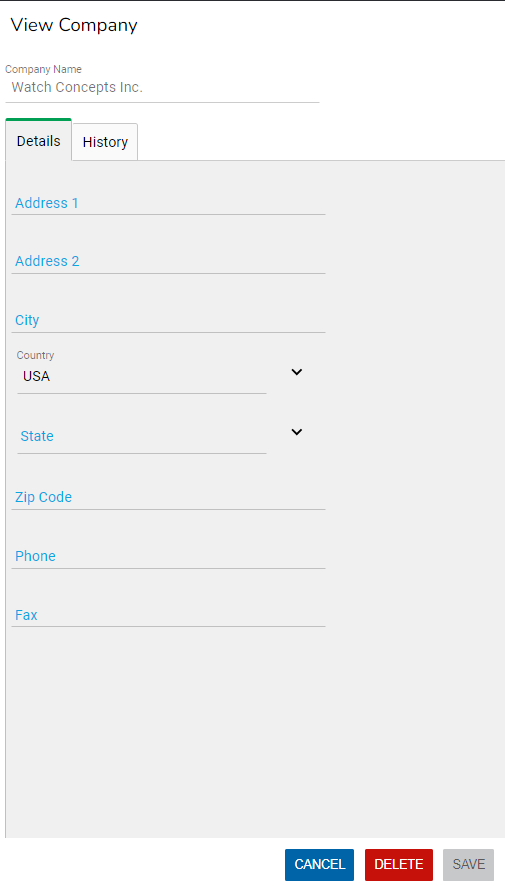 View Company
Company Name
Watch Concepts Inc.
Details History
Address 1
Address 2
City
Country
USA
State
Zip Code
Phone
Fax
CANCEL DELETE SAVE